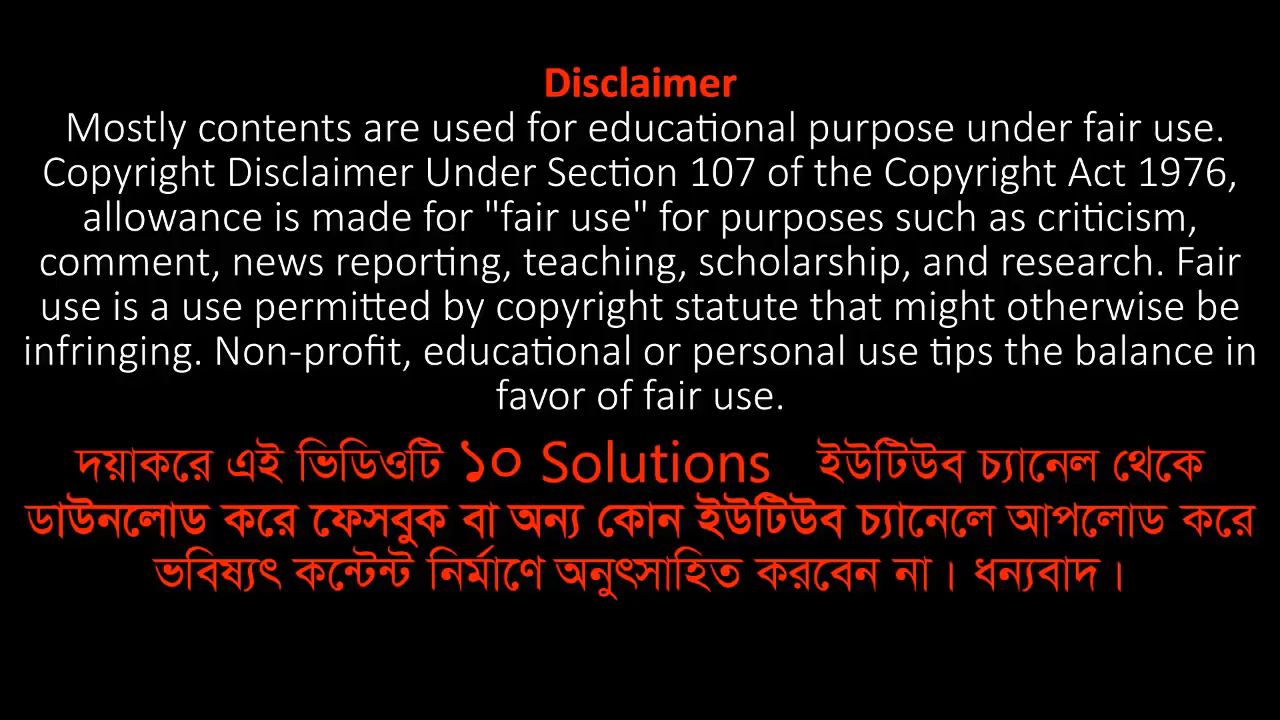 Disclaimer
Mostly contents are used for educational purpose under fair use.
Copyright Disclaimer Under Section 107 of the Copyright Act 1976,
allowance is made for "fair use" for purposes such as criticism,
comment, news reporting, teaching, scholarship, and research. Fair
use is a use permitted by copyright statute that might otherwise be
infringing. Non-profit, educational or personal use tips the balance in
favor of fair use.
দয়াকরে এই ভিডিওটি ১০ Solutions ইউটিউব চ্যানেল থেকে
ডাউনলোড করে ফেসবুক বা অন্য কোন ইউটিউব চ্যানেলে আপলোড করে
ভবিষ্যৎ কন্টেন্ট নির্মাণে অনুৎসাহিত করবেন না। ধন্যবাদ।